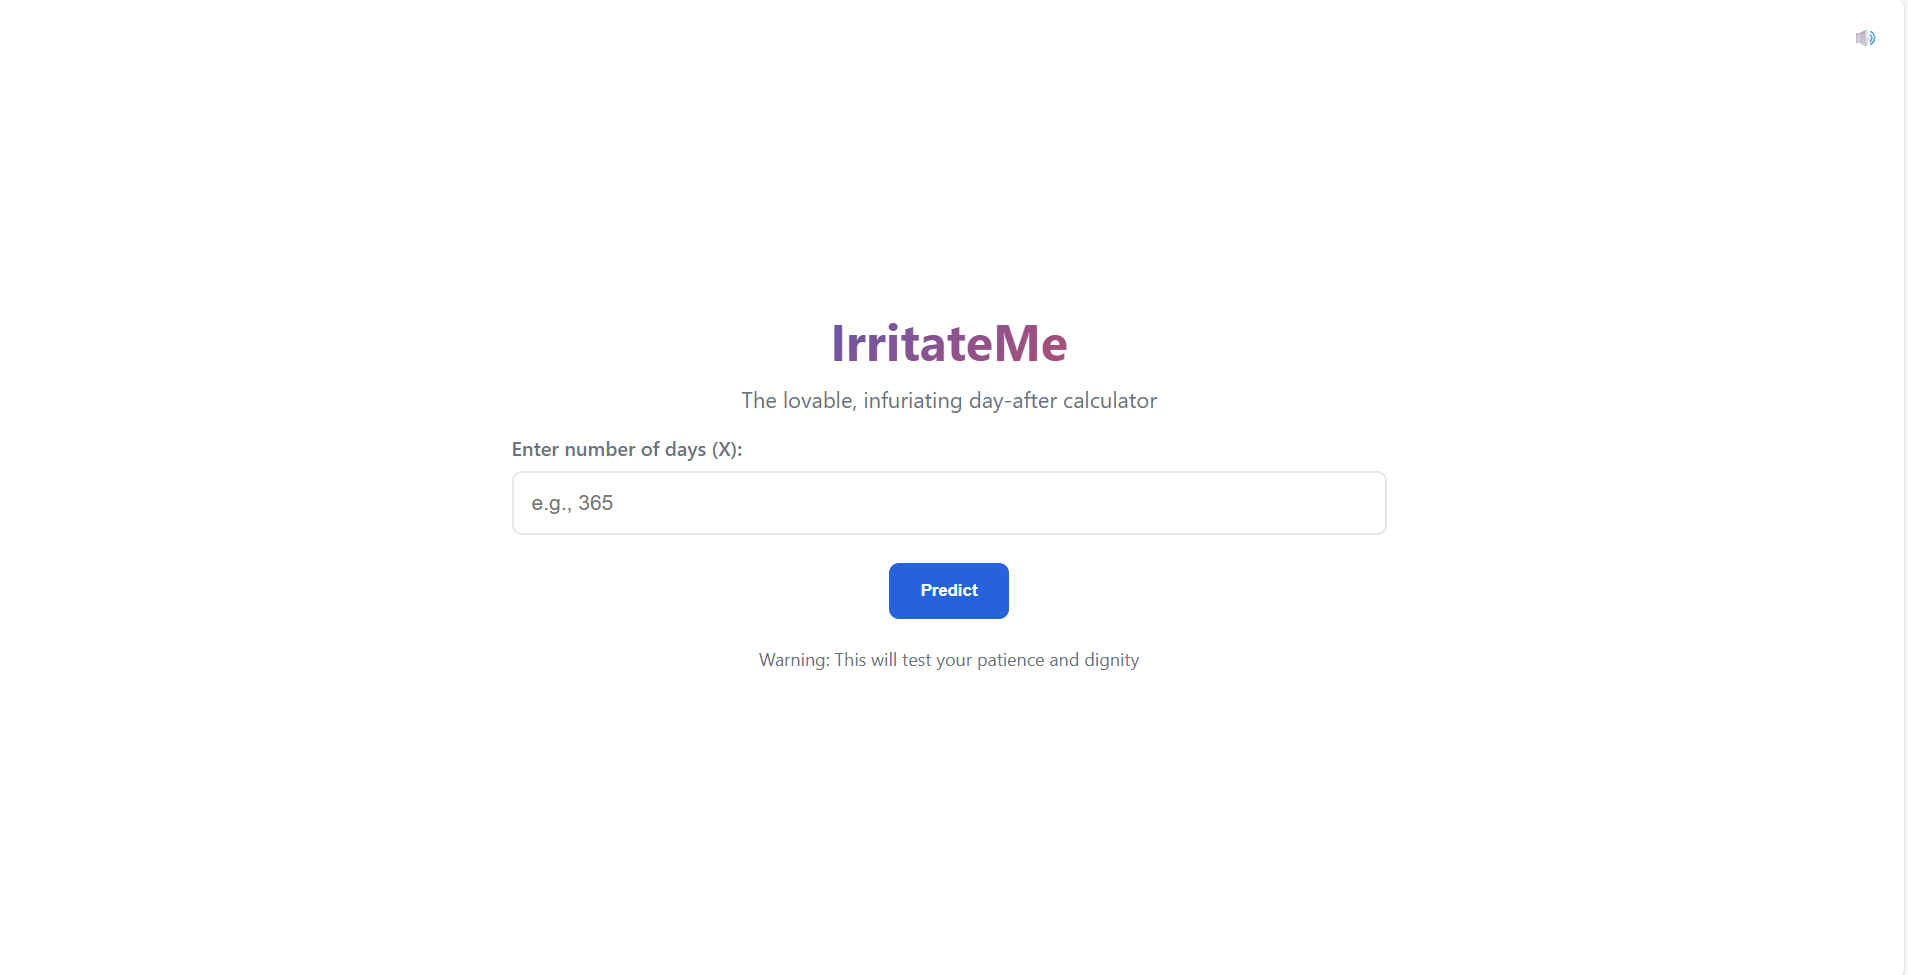 IrritateMe
The lovable, infuriating day-after calculator
Enter number of days (X):
e.g., 365
Predict
Warning: This will test your patience and dignity